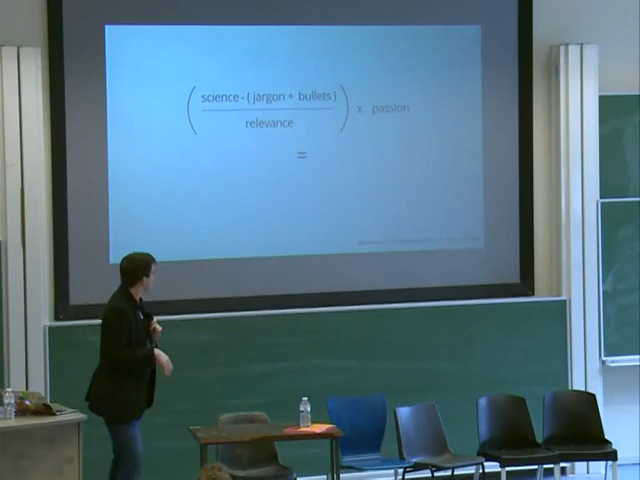 science - ( jargon + bullets )
x passion
relevance
=